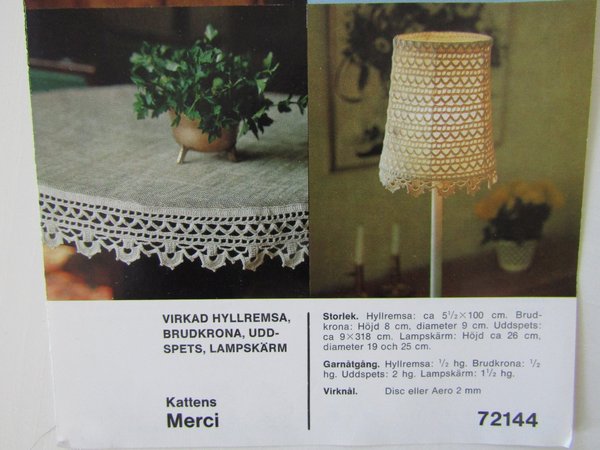 VIRKAD HYLLREMSA,
BRUDKRONA, UDD-
SPETS, LAMPSKÄRM
Kattens
Merci
Storlek. Hyllremsa: ca 5½×100 cm. Brud-
krona: Höjd 8 cm, diameter 9 cm. Uddspets:
ca 9×318 cm. Lampskärm: Höjd ca 26 cm,
diameter 19 och 25 cm.
Garnåtgång. Hyllremsa: ½ hg. Brudkrona: ½
hg. Uddspets: 2 hg. Lampskärm: 1½ hg.
Virknål. Disc eller Aero 2 mm
72144